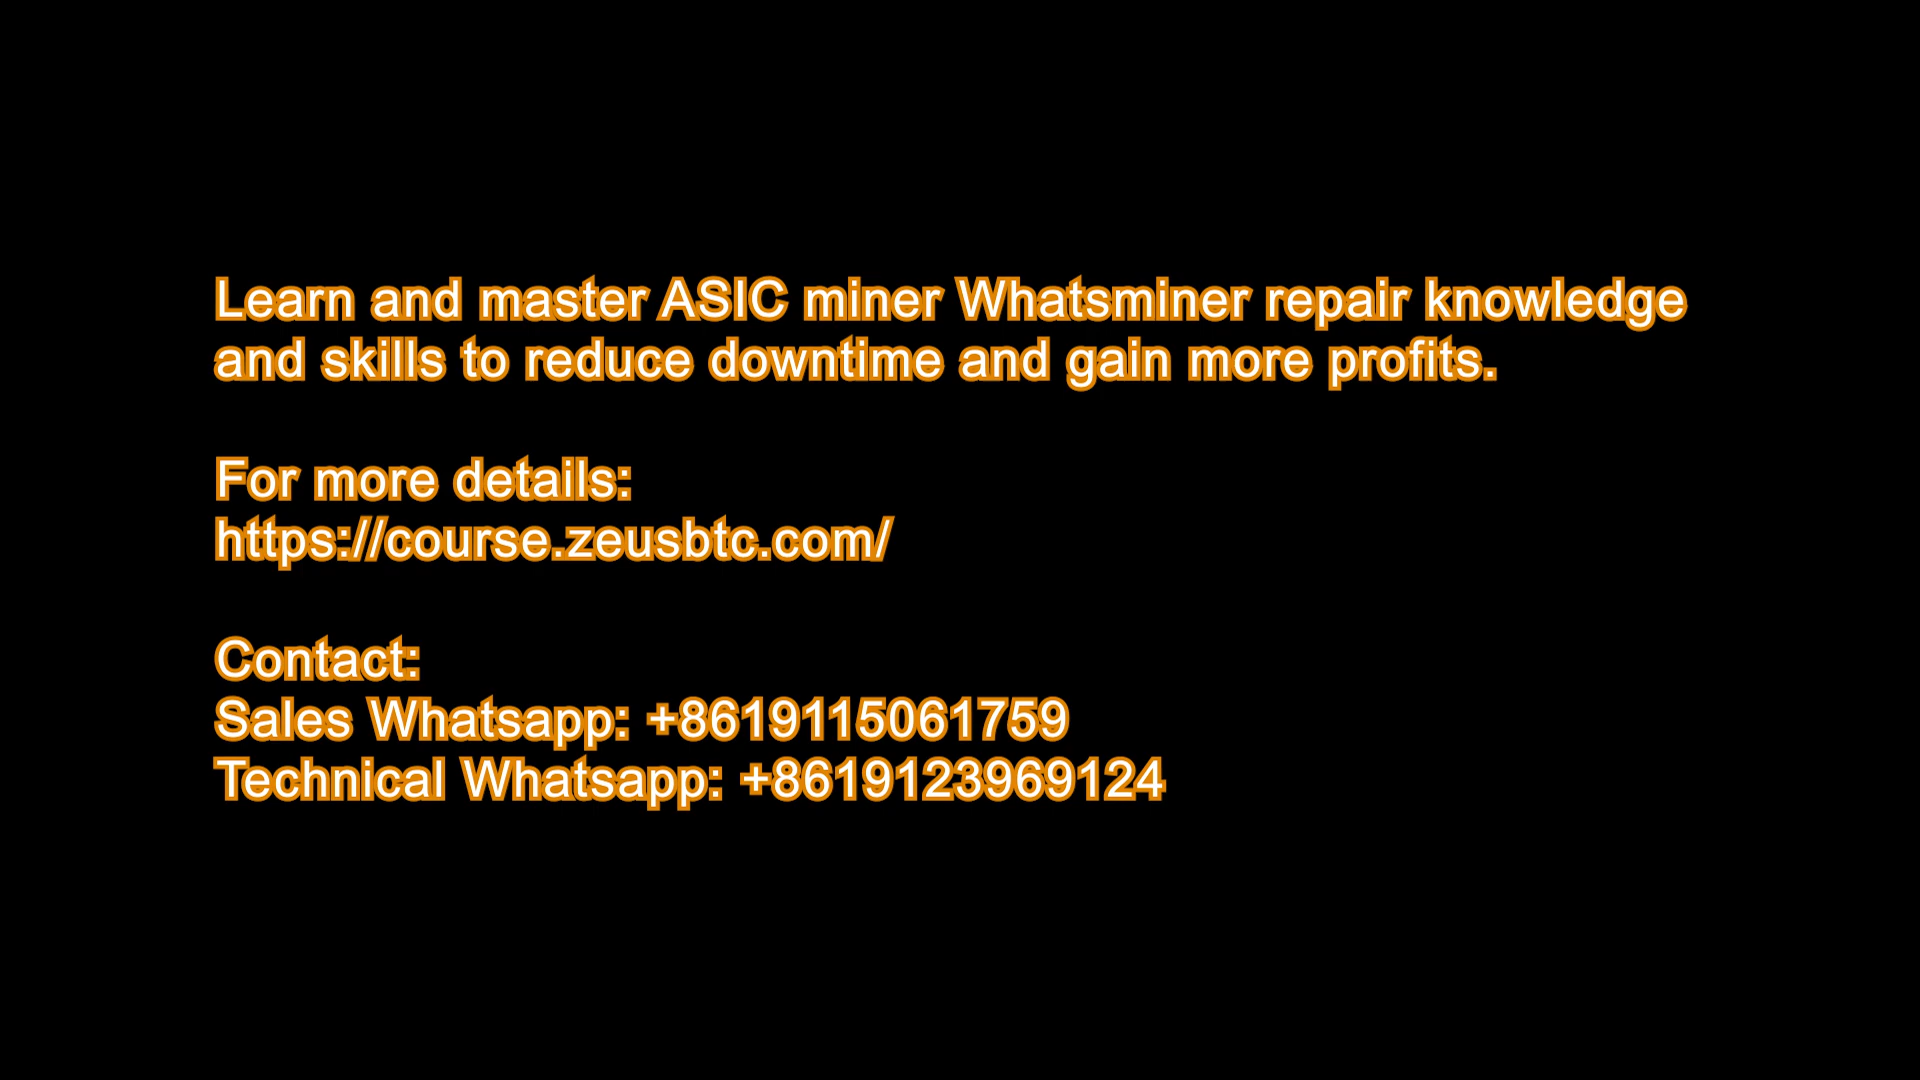 Learn and master ASIC miner Whatsminer repair knowledge
and skills to reduce downtime and gain more profits.
For more details:
https://course.zeusbtc.com/
Contact:
Sales Whatsapp: +8619115061759
Technical Whatsapp: +8619123969124